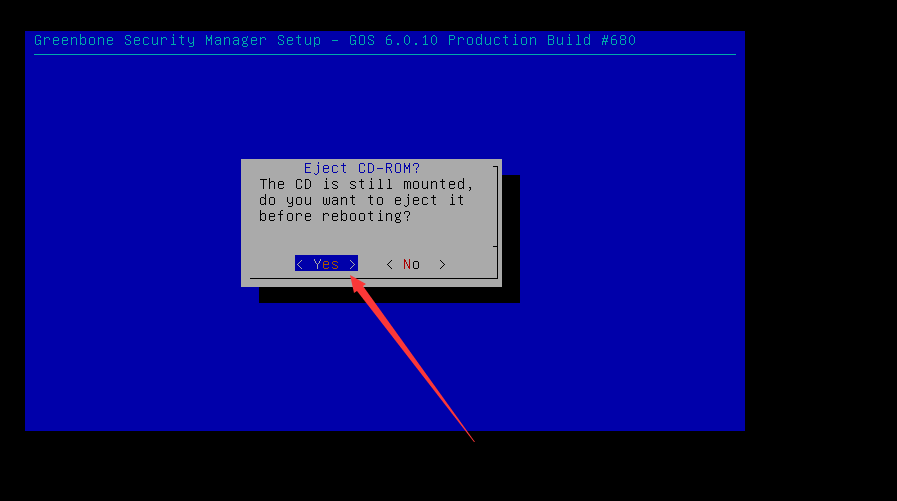 Greenbone Security Manager Setup - GOS 6.0.10 Production Build #680
Eject CD-ROM?
The CD is still mounted,
do you want to eject it
before rebooting?
< Yes > < No >